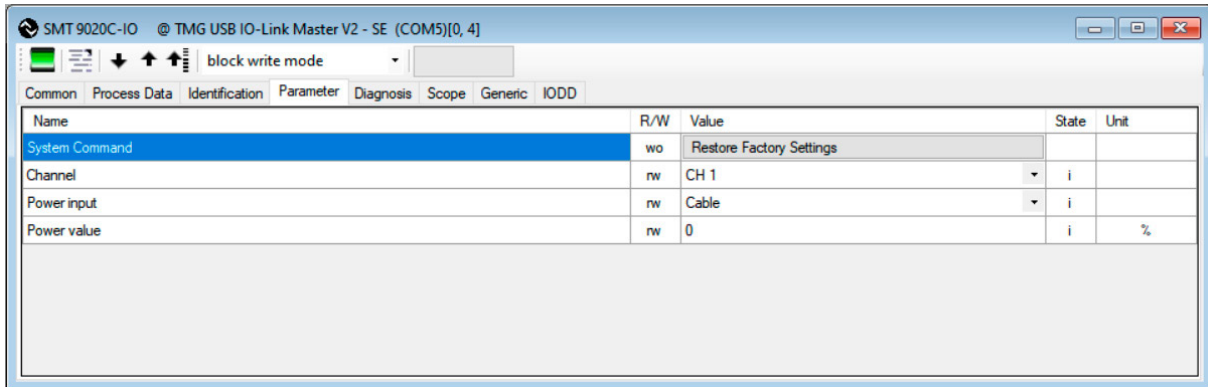 SMT 9020C-IO @ TMG USB IO-Link Master V2 - SE (COM5)[0, 4]
block write mode
Common Process Data Identification Parameter Diagnosis Scope Generic IODD
Name R/W Value State Unit
System Command wo Restore Factory Settings
Channel rw CH 1 i
Power input rw Cable i
Power value rw 0 i %